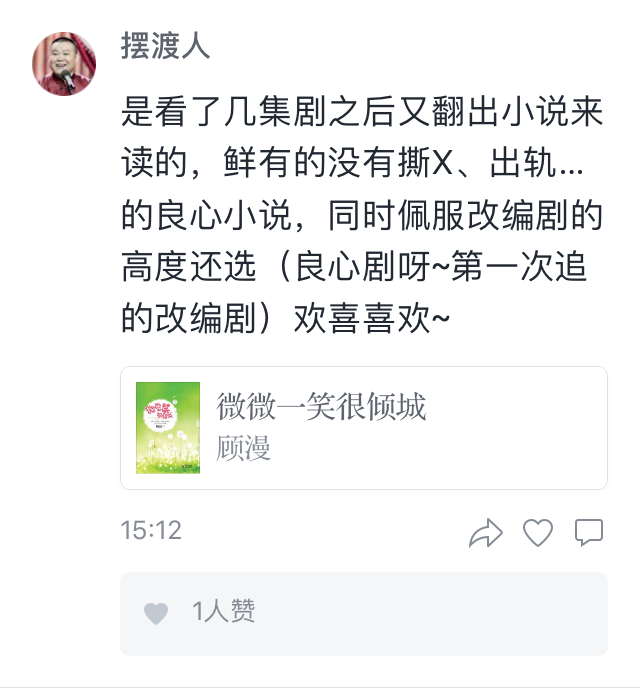 摆渡人
是看了几集剧之后又翻出小说来
读的，鲜有的没有撕X、出轨...
的良心小说，同时佩服改编剧的
高度还选（良心剧呀~第一次追
的改编剧）欢喜喜欢~
微微一笑很倾城
顾漫
15:12
1人赞